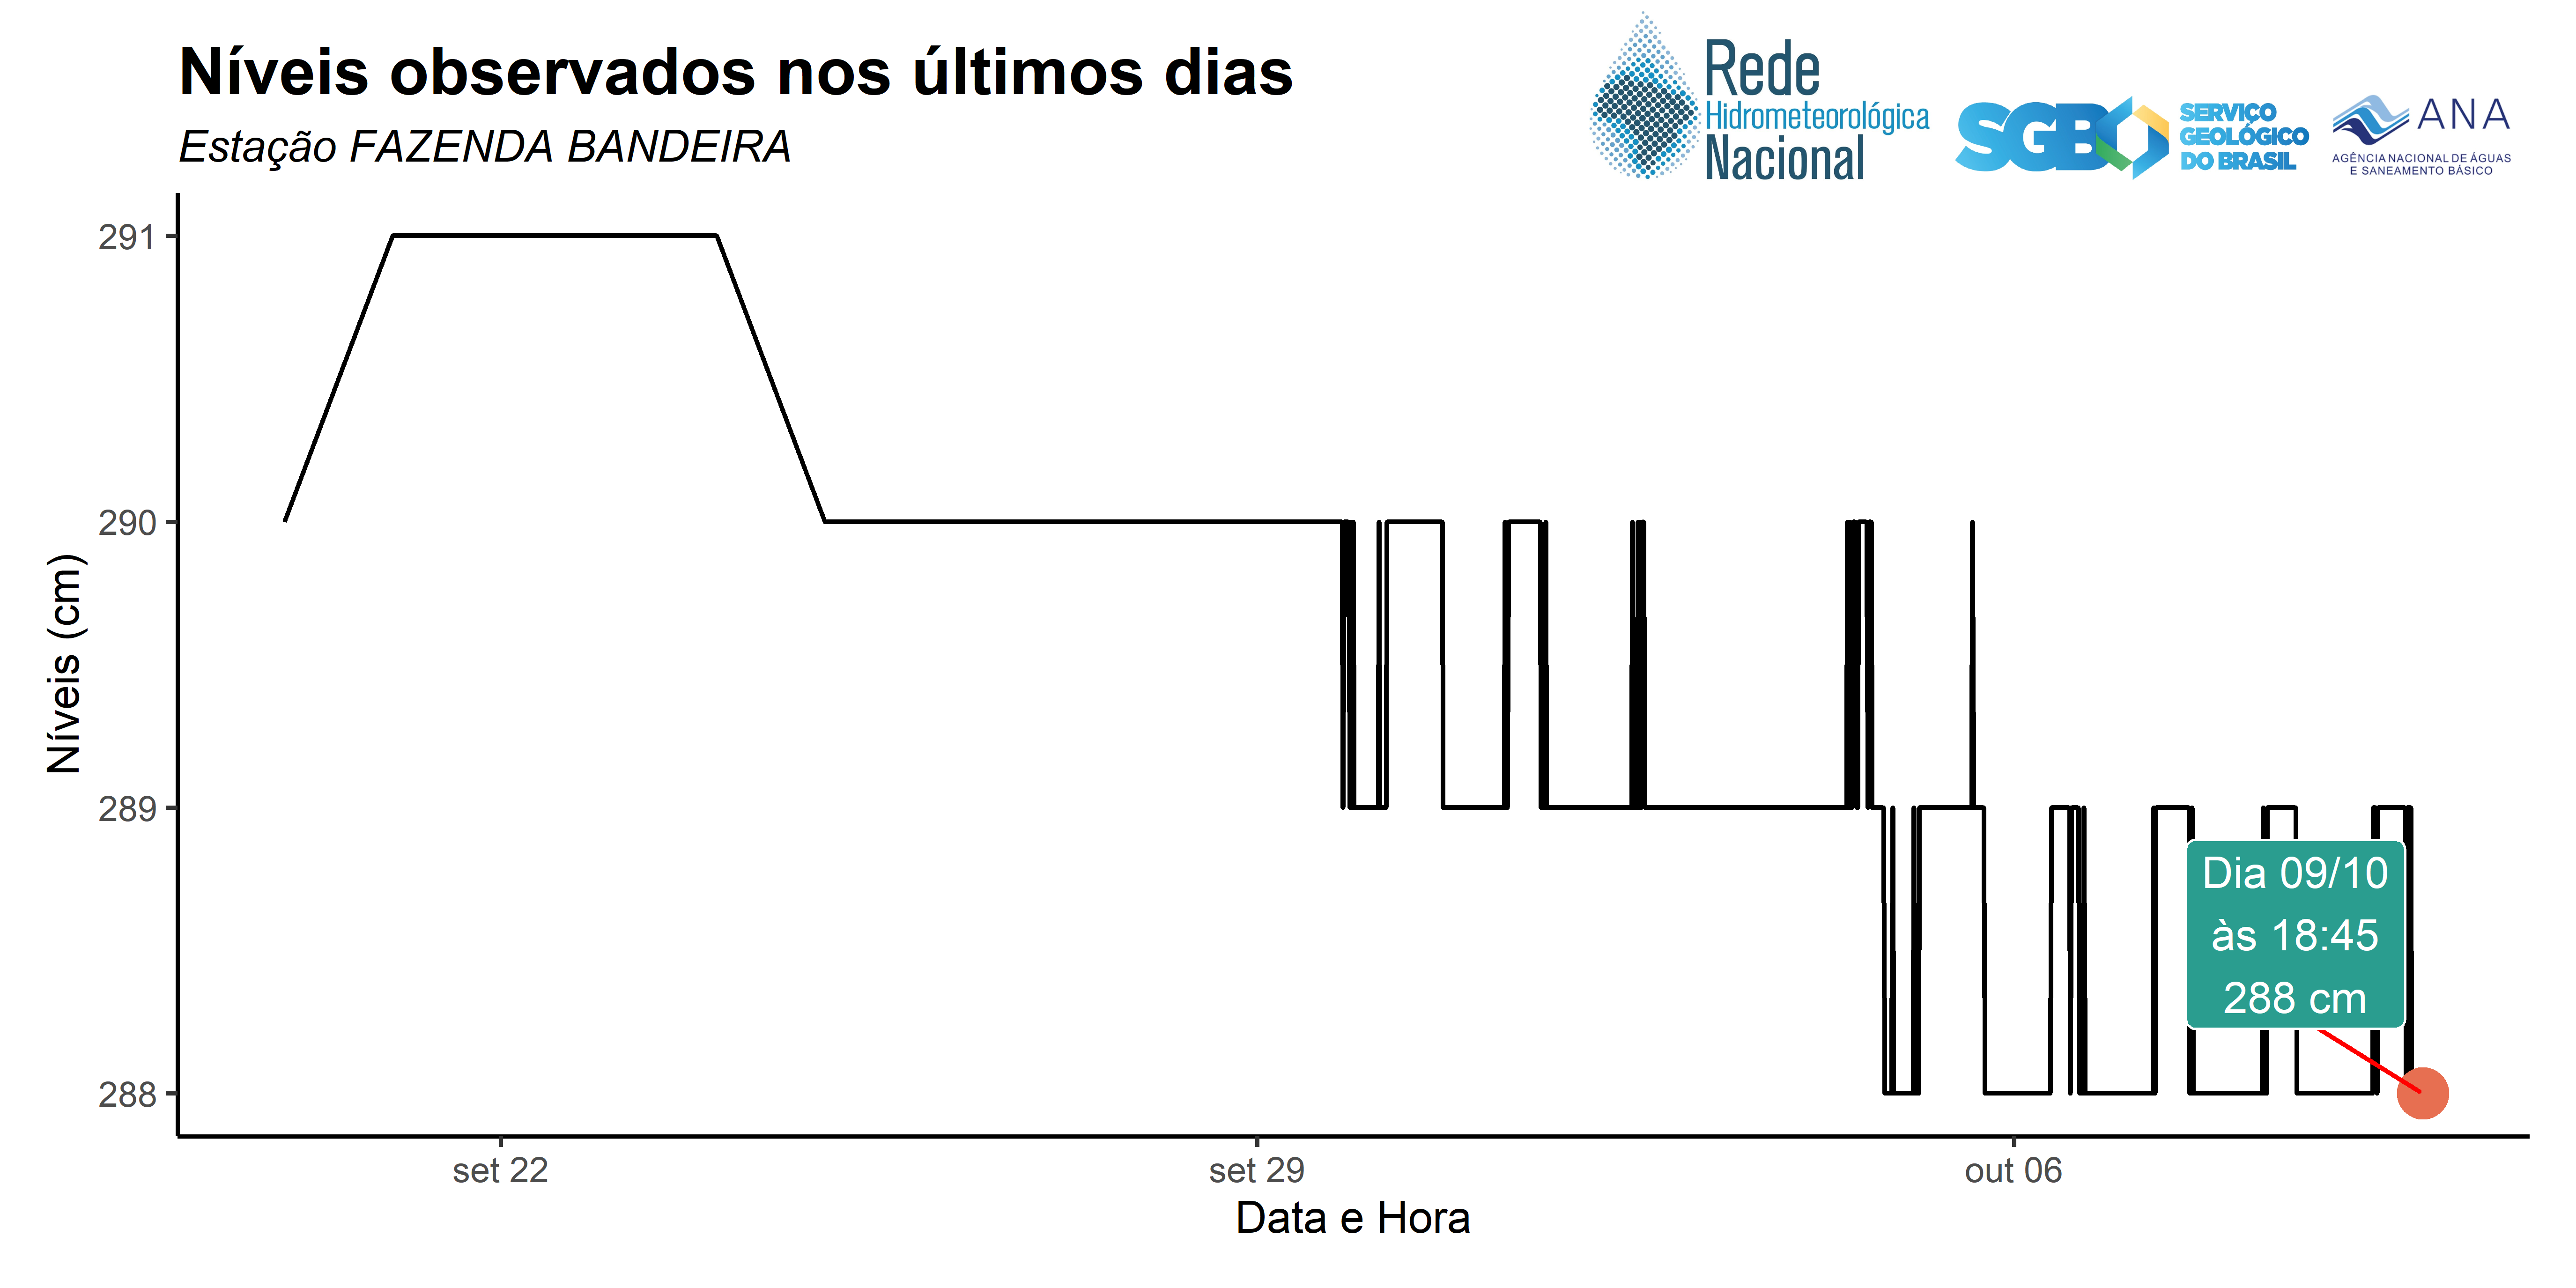 Níveis observados nos últimos dias
Estação FAZENDA BANDEIRA
Rede
Hidrometeorológica
Nacional
SGB
SERVIÇO
GEOLÓGICO
DO BRASIL
ANA
AGÊNCIA NACIONAL DE ÁGUAS
E SANEAMENTO BÁSICO
Níveis (cm)
291
290
289
288
Dia 09/10
às 18:45
288 cm
set 22
set 29
out 06
Data e Hora